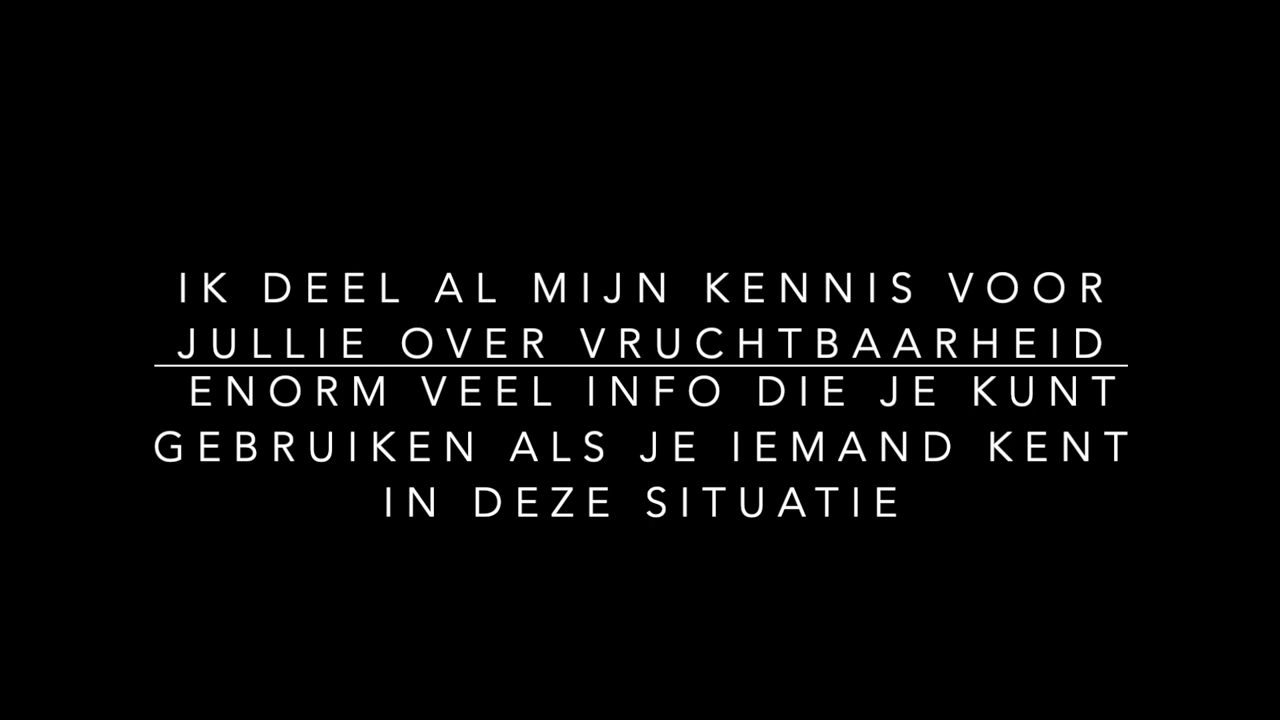 IK DEEL AL MIJN KENNIS VOOR
JULLIE OVER VRUCHTBAARHEID
ENORM VEEL INFO DIE JE KUNT
GEBRUIKEN ALS JE IEMAND KENT
IN DEZE SITUATIE